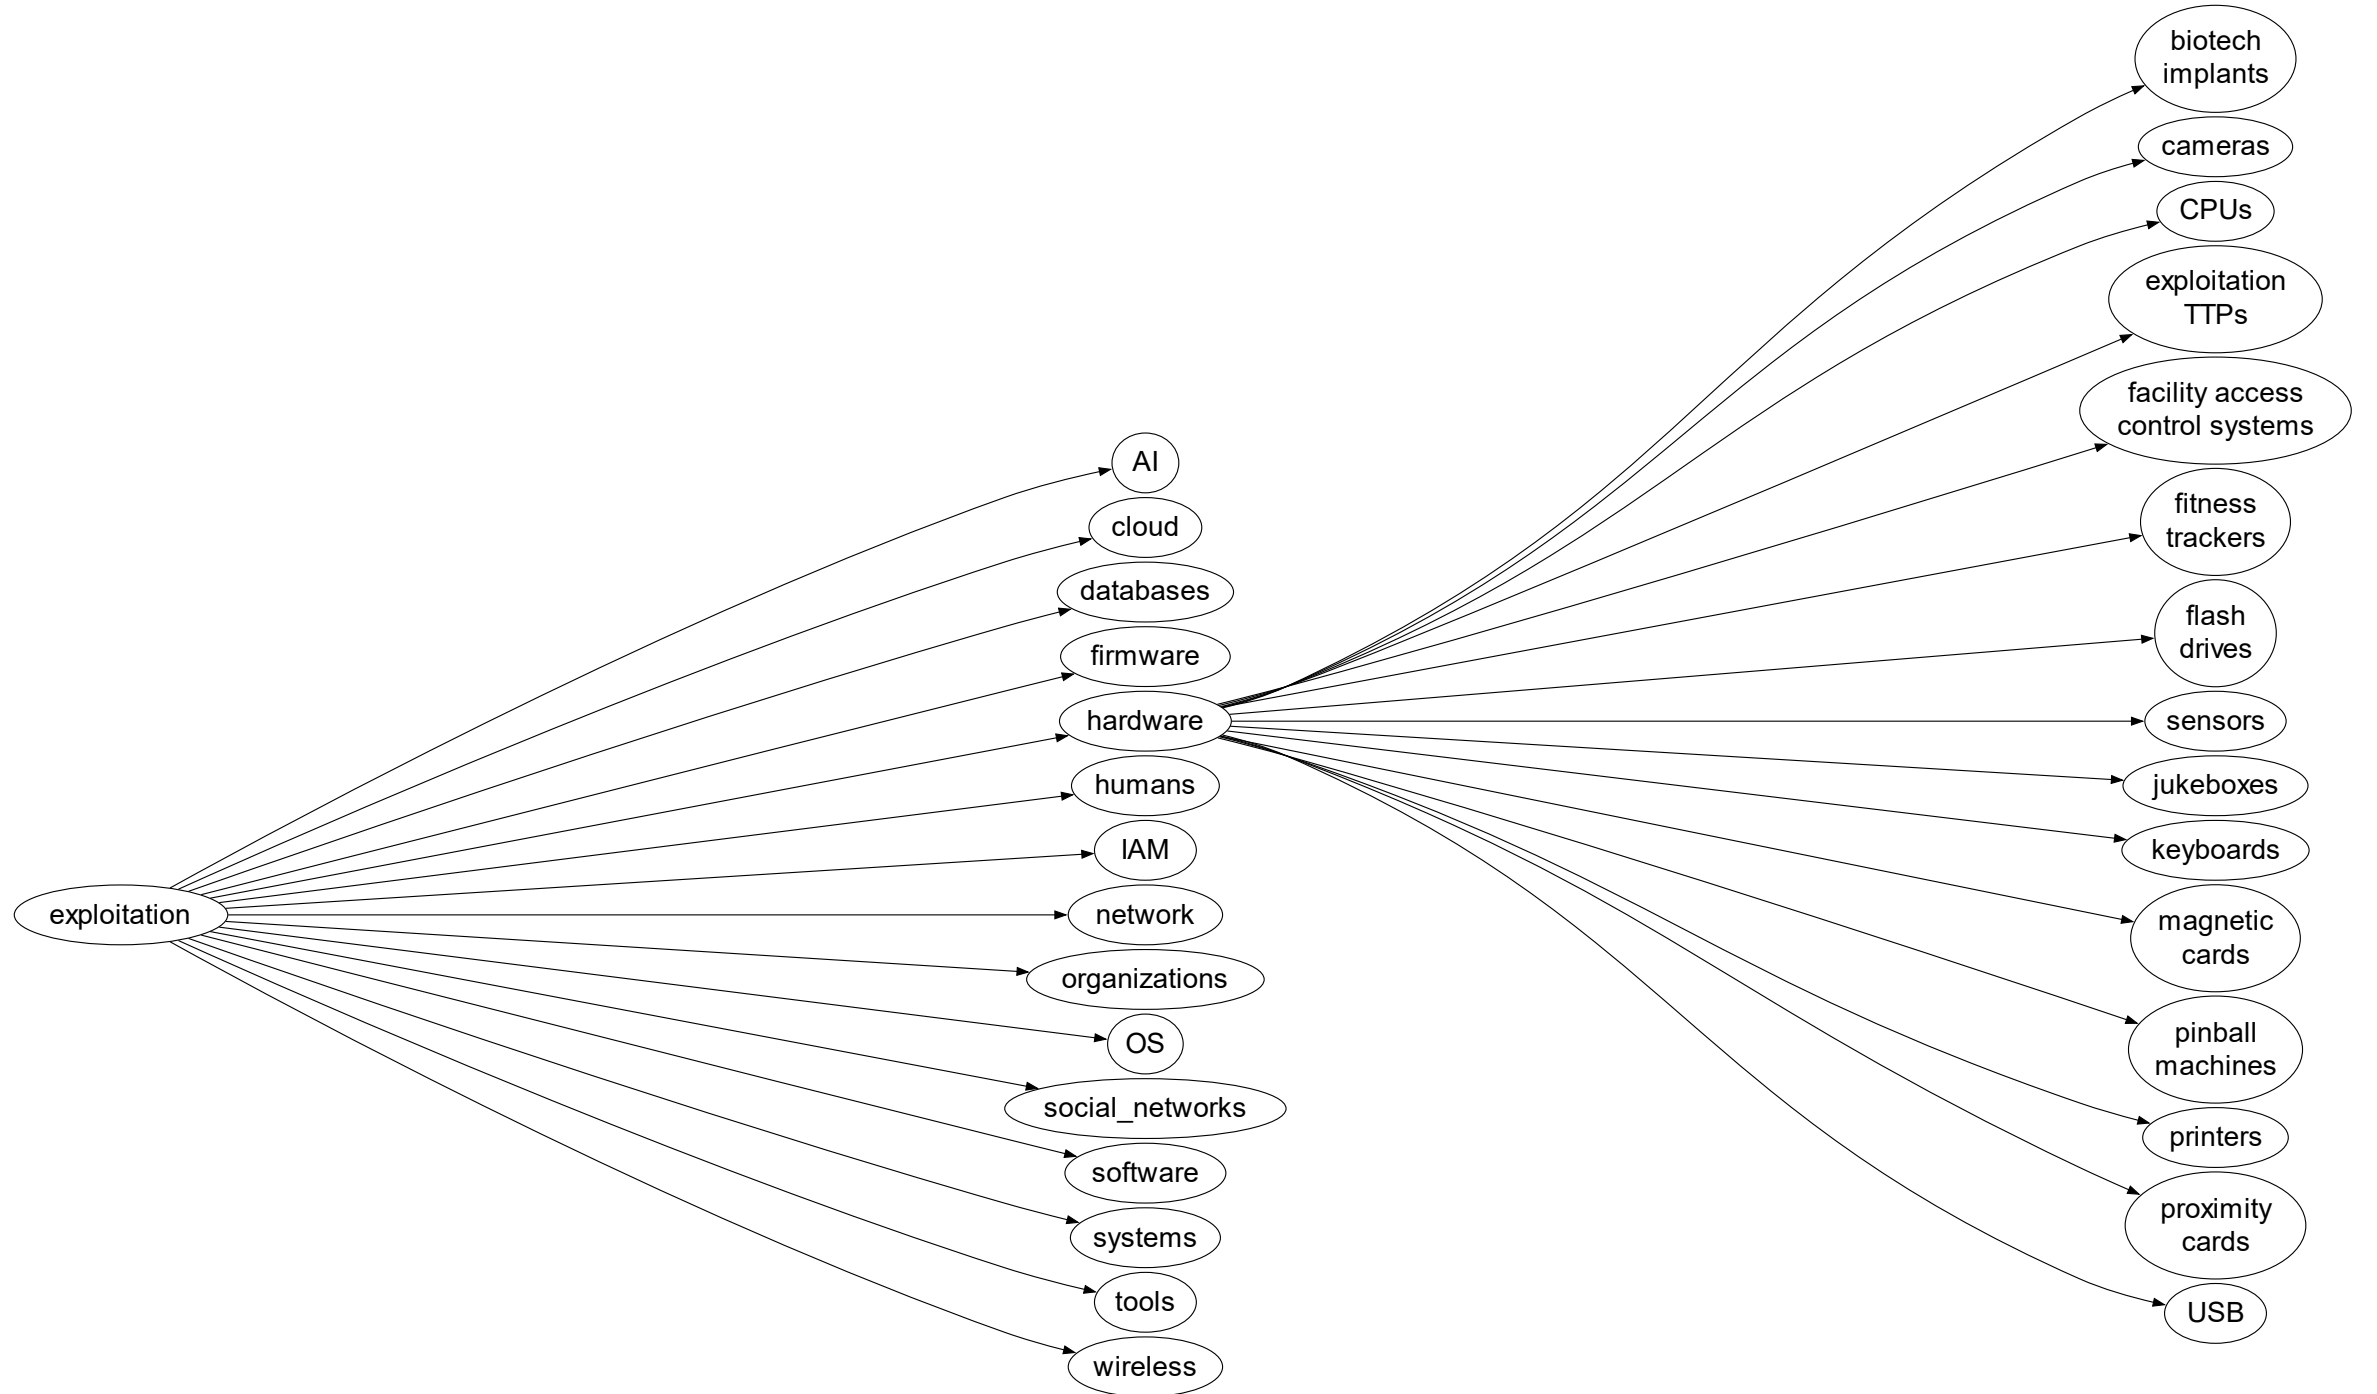 exploitation
AI
cloud
databases
firmware
hardware
humans
IAM
network
organizations
OS
social_networks
software
systems
tools
wireless
biotech
implants
cameras
CPUs
exploitation
TTPs
facility access
control systems
fitness
trackers
flash
drives
sensors
jukeboxes
keyboards
magnetic
cards
pinball
machines
printers
proximity
cards
USB